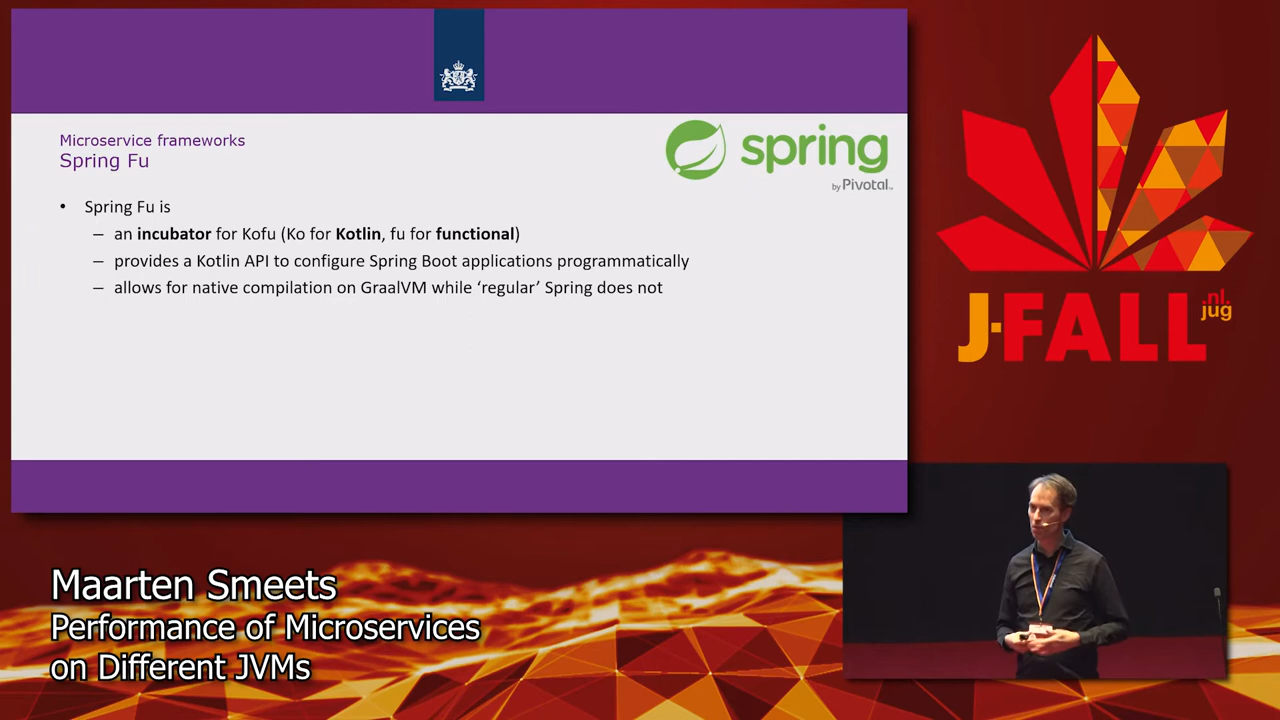 Microservice frameworks
Spring Fu
spring
by Pivotal™
• Spring Fu is
– an incubator for Kofu (Ko for Kotlin, fu for functional)
– provides a Kotlin API to configure Spring Boot applications programmatically
– allows for native compilation on GraalVM while ‘regular’ Spring does not
J-FALL
.nl
jug
Maarten Smeets
Performance of Microservices
on Different JVMs